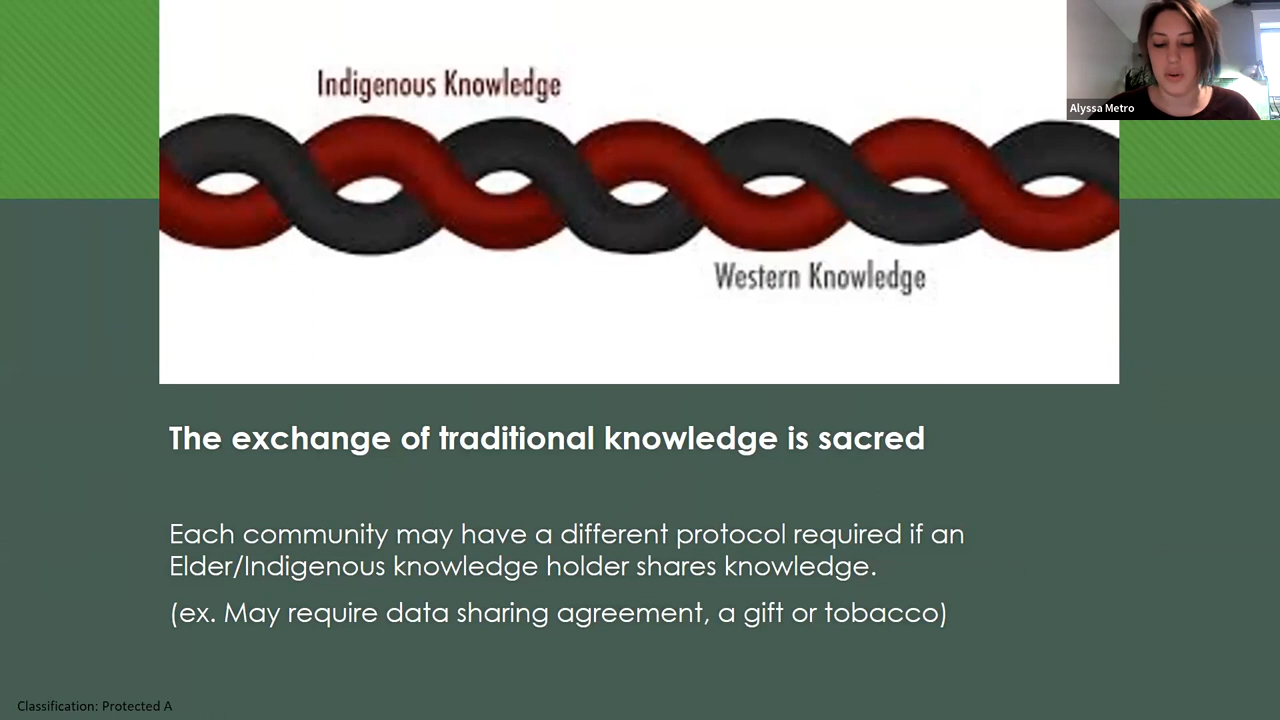 Indigenous Knowledge
Alyssa Metro
Western Knowledge
The exchange of traditional knowledge is sacred
Each community may have a different protocol required if an
Elder/Indigenous knowledge holder shares knowledge.
(ex. May require data sharing agreement, a gift or tobacco)
Classification: Protected A